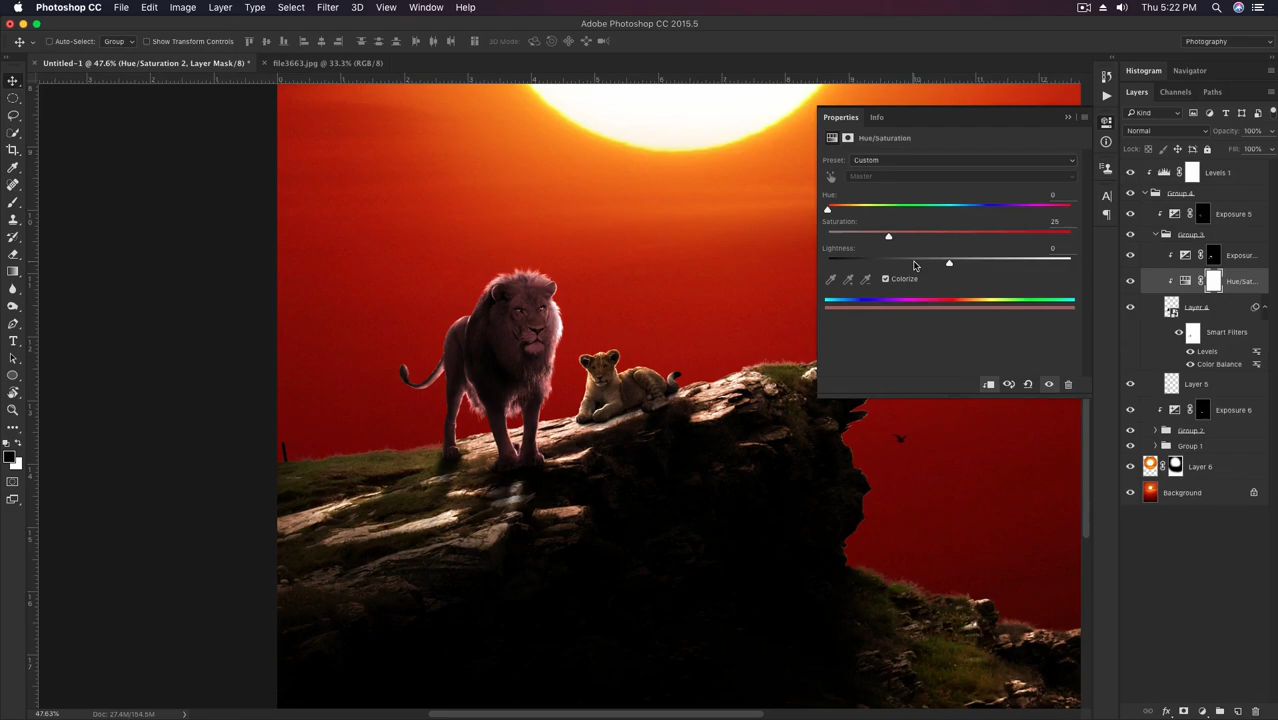 Photoshop CC File Edit Image Layer Type Select Filter 3D View Window Help Thu 5:22 PM
Adobe Photoshop CC 2015.5
Auto-Select: Group Show Transform Controls 3D Mode: Photography
Untitled-1 @ 47.6% (Hue/Saturation 2, Layer Mask/8) * file3663.jpg @ 33.3% (RGB/8)
Histogram Navigator
Layers Channels Paths
Kind
Normal Opacity: 100%
Lock: Fill: 100%
Properties Info
Hue/Saturation
Preset: Custom
Master
Hue: 0
Saturation: 25
Lightness: 0
Colorize
Levels 1
Group 4
Exposure 5
Group 3
Exposur...
Hue/Sat...
Layer 4
Smart Filters
Levels
Color Balance
Layer 5
Exposure 6
Group 2
Group 1
Layer 6
Background
47.63% Doc: 27.4M/154.5M